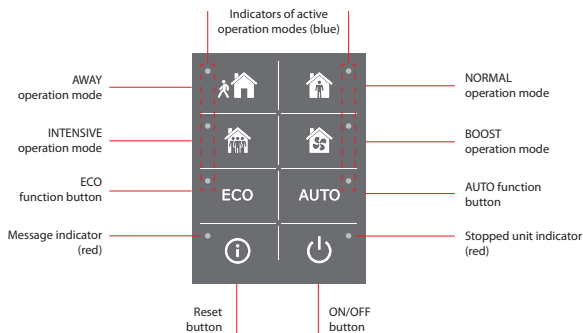 Indicators of active
operation modes (blue)
AWAY
operation mode
NORMAL
operation mode
INTENSIVE
operation mode
BOOST
operation mode
ECO
function button
ECO
AUTO
AUTO function
button
Message indicator
(red)
Stopped unit indicator
(red)
Reset
button
ON/OFF
button